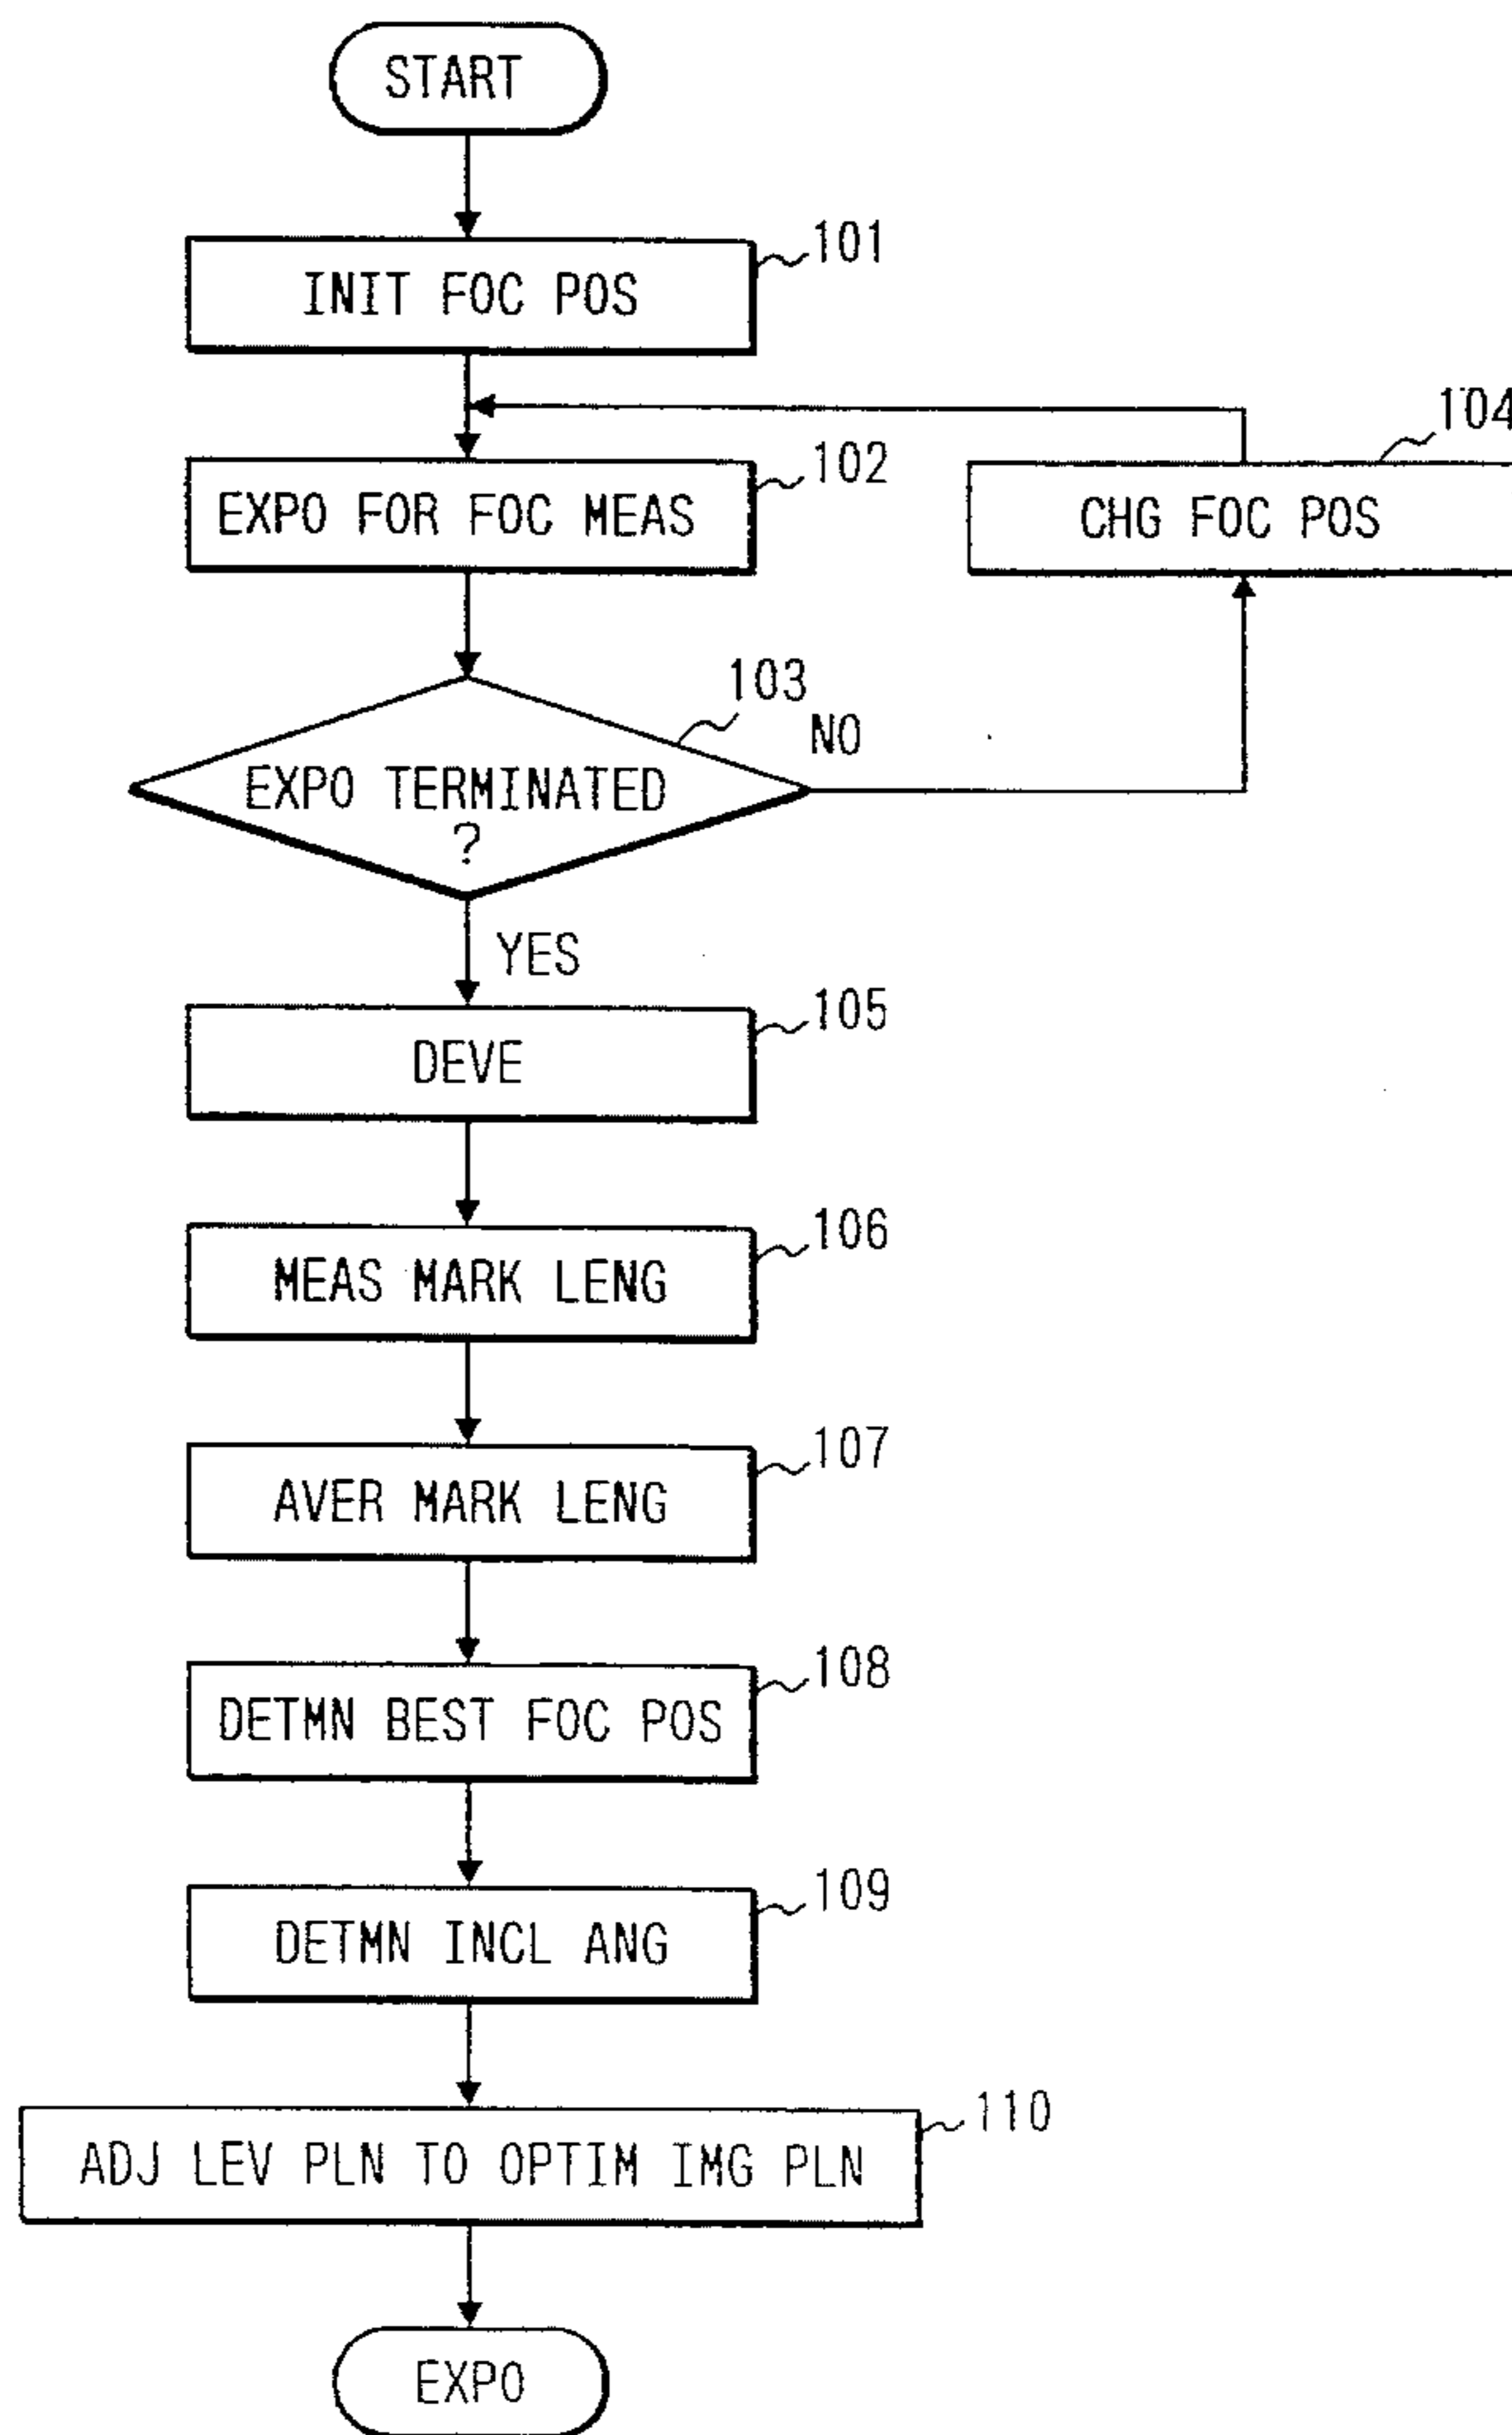 START
INIT FOC POS
101
EXPO FOR FOC MEAS
102
CHG FOC POS
104
EXPO TERMINATED
?
103
NO
YES
DEVE
105
MEAS MARK LENG
106
AVER MARK LENG
107
DETMN BEST FOC POS
108
DETMN INCL ANG
109
ADJ LEV PLN TO OPTIM IMG PLN
110
EXPO